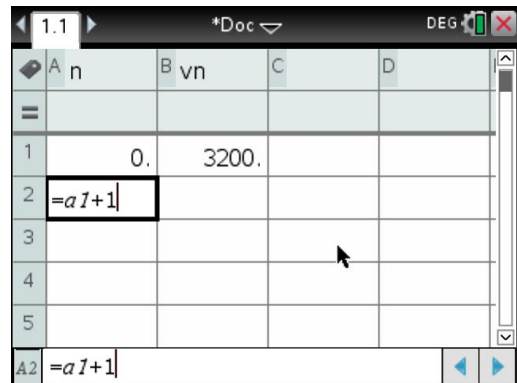 1.1 *Doc DEG
A n B vn C D
=
1 0. 3200.
2 =a1+1
3
4
5
A2 =a1+1